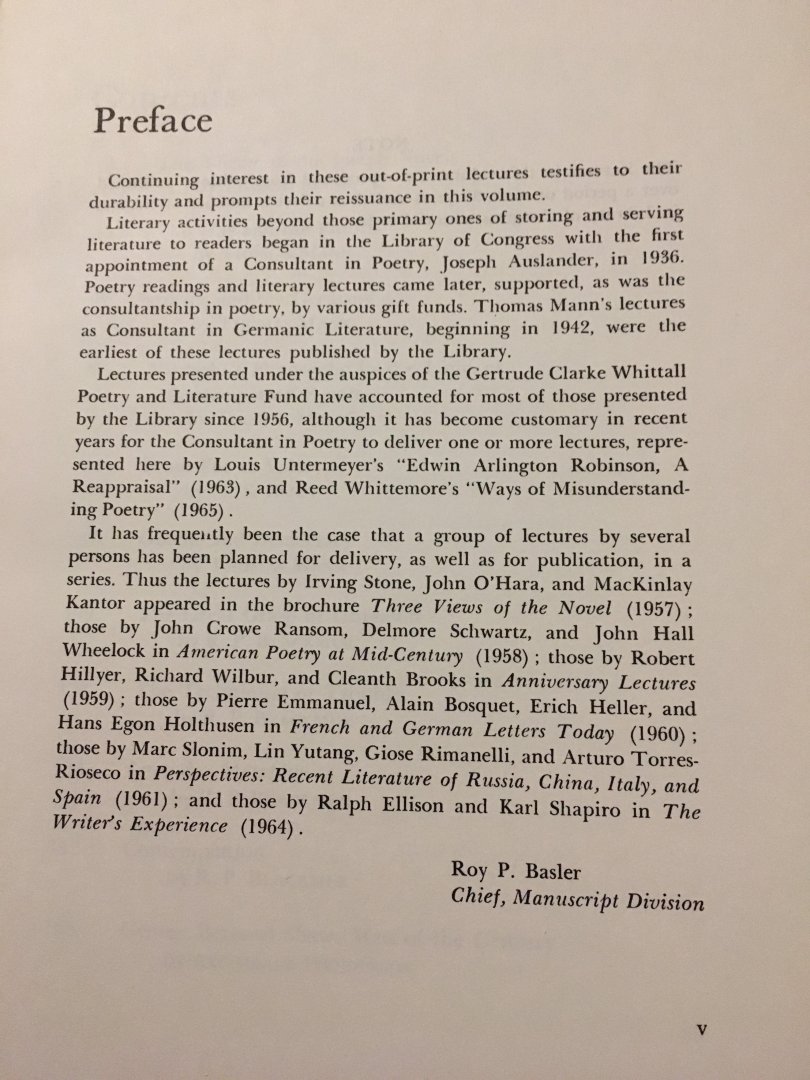 Preface
Continuing interest in these out-of-print lectures testifies to their
durability and prompts their reissuance in this volume.
Literary activities beyond those primary ones of storing and serving
literature to readers began in the Library of Congress with the first
appointment of a Consultant in Poetry, Joseph Auslander, in 1936.
Poetry readings and literary lectures came later, supported, as was the
consultantship in poetry, by various gift funds. Thomas Mann's lectures
as Consultant in Germanic Literature, beginning in 1942, were the
earliest of these lectures published by the Library.
Lectures presented under the auspices of the Gertrude Clarke Whittall
Poetry and Literature Fund have accounted for most of those presented
by the Library since 1956, although it has become customary in recent
years for the Consultant in Poetry to deliver one or more lectures, repre-
sented here by Louis Untermeyer's "Edwin Arlington Robinson, A
Reappraisal" (1963), and Reed Whittemore's "Ways of Misunderstand-
ing Poetry" (1965).
It has frequently been the case that a group of lectures by several
persons has been planned for delivery, as well as for publication, in a
series. Thus the lectures by Irving Stone, John O'Hara, and MacKinlay
Kantor appeared in the brochure Three Views of the Novel (1957);
those by John Crowe Ransom, Delmore Schwartz, and John Hall
Wheelock in American Poetry at Mid-Century (1958); those by Robert
Hillyer, Richard Wilbur, and Cleanth Brooks in Anniversary Lectures
(1959); those by Pierre Emmanuel, Alain Bosquet, Erich Heller, and
Hans Egon Holthusen in French and German Letters Today (1960);
those by Marc Slonim, Lin Yutang, Giose Rimanelli, and Arturo Torres-
Rioseco in Perspectives: Recent Literature of Russia, China, Italy, and
Spain (1961); and those by Ralph Ellison and Karl Shapiro in The
Writer's Experience (1964).
Roy P. Basler
Chief, Manuscript Division
v